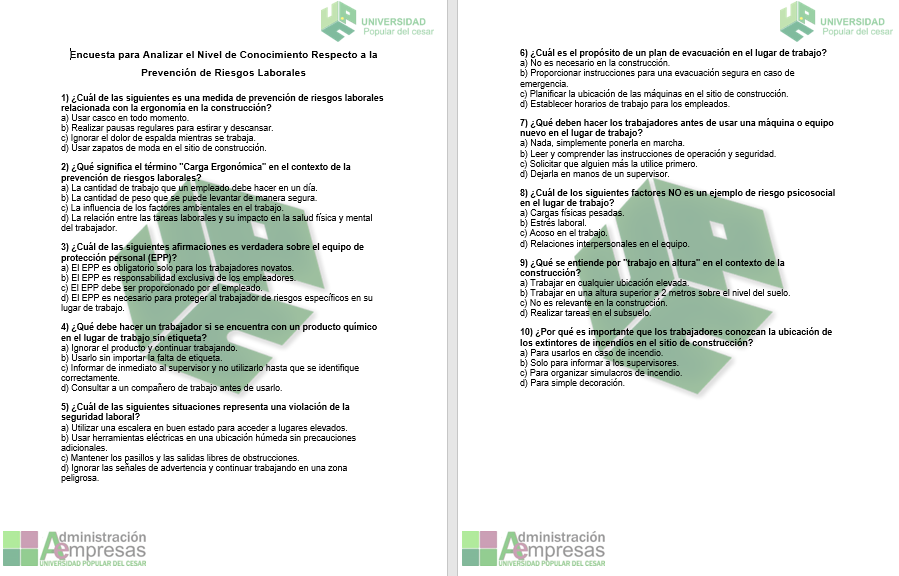 UNIVERSIDAD
Popular del cesar
Encuesta para Analizar el Nivel de Conocimiento Respecto a la
Prevención de Riesgos Laborales
1) ¿Cuál de las siguientes es una medida de prevención de riesgos laborales
relacionada con la ergonomía en la construcción?
a) Usar casco en todo momento.
b) Realizar pausas regulares para estirar y descansar.
c) Ignorar el dolor de espalda mientras se trabaja.
d) Usar zapatos de moda en el sitio de construcción.
2) ¿Qué significa el término "Carga Ergonómica" en el contexto de la
prevención de riesgos laborales?
a) La cantidad de trabajo que un empleado debe hacer en un día.
b) La cantidad de peso que se puede levantar de manera segura.
c) La influencia de los factores ambientales en el trabajo.
d) La relación entre las tareas laborales y su impacto en la salud física y mental
del trabajador.
3) ¿Cuál de las siguientes afirmaciones es verdadera sobre el equipo de
protección personal (EPP)?
a) El EPP es obligatorio solo para los trabajadores novatos.
b) El EPP es responsabilidad exclusiva de los empleadores.
c) El EPP debe ser proporcionado por el empleado.
d) El EPP es necesario para proteger al trabajador de riesgos específicos en su
lugar de trabajo.
4) ¿Qué debe hacer un trabajador si se encuentra con un producto químico
en el lugar de trabajo sin etiqueta?
a) Ignorar el producto y continuar trabajando.
b) Usarlo sin importar la falta de etiqueta.
c) Informar de inmediato al supervisor y no utilizarlo hasta que se identifique
correctamente.
d) Consultar a un compañero de trabajo antes de usarlo.
5) ¿Cuál de las siguientes situaciones representa una violación de la
seguridad laboral?
a) Utilizar una escalera en buen estado para acceder a lugares elevados.
b) Usar herramientas eléctricas en una ubicación húmeda sin precauciones
adicionales.
c) Mantener los pasillos y las salidas libres de obstrucciones.
d) Ignorar las señales de advertencia y continuar trabajando en una zona
peligrosa.
Administración
empresas
UNIVERSIDAD POPULAR DEL CESAR
UNIVERSIDAD
Popular del cesar
6) ¿Cuál es el propósito de un plan de evacuación en el lugar de trabajo?
a) No es necesario en la construcción.
b) Proporcionar instrucciones para una evacuación segura en caso de
emergencia.
c) Planificar la ubicación de las máquinas en el sitio de construcción.
d) Establecer horarios de trabajo para los empleados.
7) ¿Qué deben hacer los trabajadores antes de usar una máquina o equipo
nuevo en el lugar de trabajo?
a) Nada, simplemente ponerla en marcha.
b) Leer y comprender las instrucciones de operación y seguridad.
c) Solicitar que alguien más la utilice primero.
d) Dejarla en manos de un supervisor.
8) ¿Cuál de los siguientes factores NO es un ejemplo de riesgo psicosocial
en el lugar de trabajo?
a) Cargas físicas pesadas.
b) Estrés laboral.
c) Acoso en el trabajo.
d) Relaciones interpersonales en el equipo.
9) ¿Qué se entiende por "trabajo en altura" en el contexto de la
construcción?
a) Trabajar en cualquier ubicación elevada.
b) Trabajar en una altura superior a 2 metros sobre el nivel del suelo.
c) No es relevante en la construcción.
d) Realizar tareas en el subsuelo.
10) ¿Por qué es importante que los trabajadores conozcan la ubicación de
los extintores de incendios en el sitio de construcción?
a) Para usarlos en caso de incendio.
b) Solo para informar a los supervisores.
c) Para organizar simulacros de incendio.
d) Para simple decoración.
Administración
empresas
UNIVERSIDAD POPULAR DEL CESAR